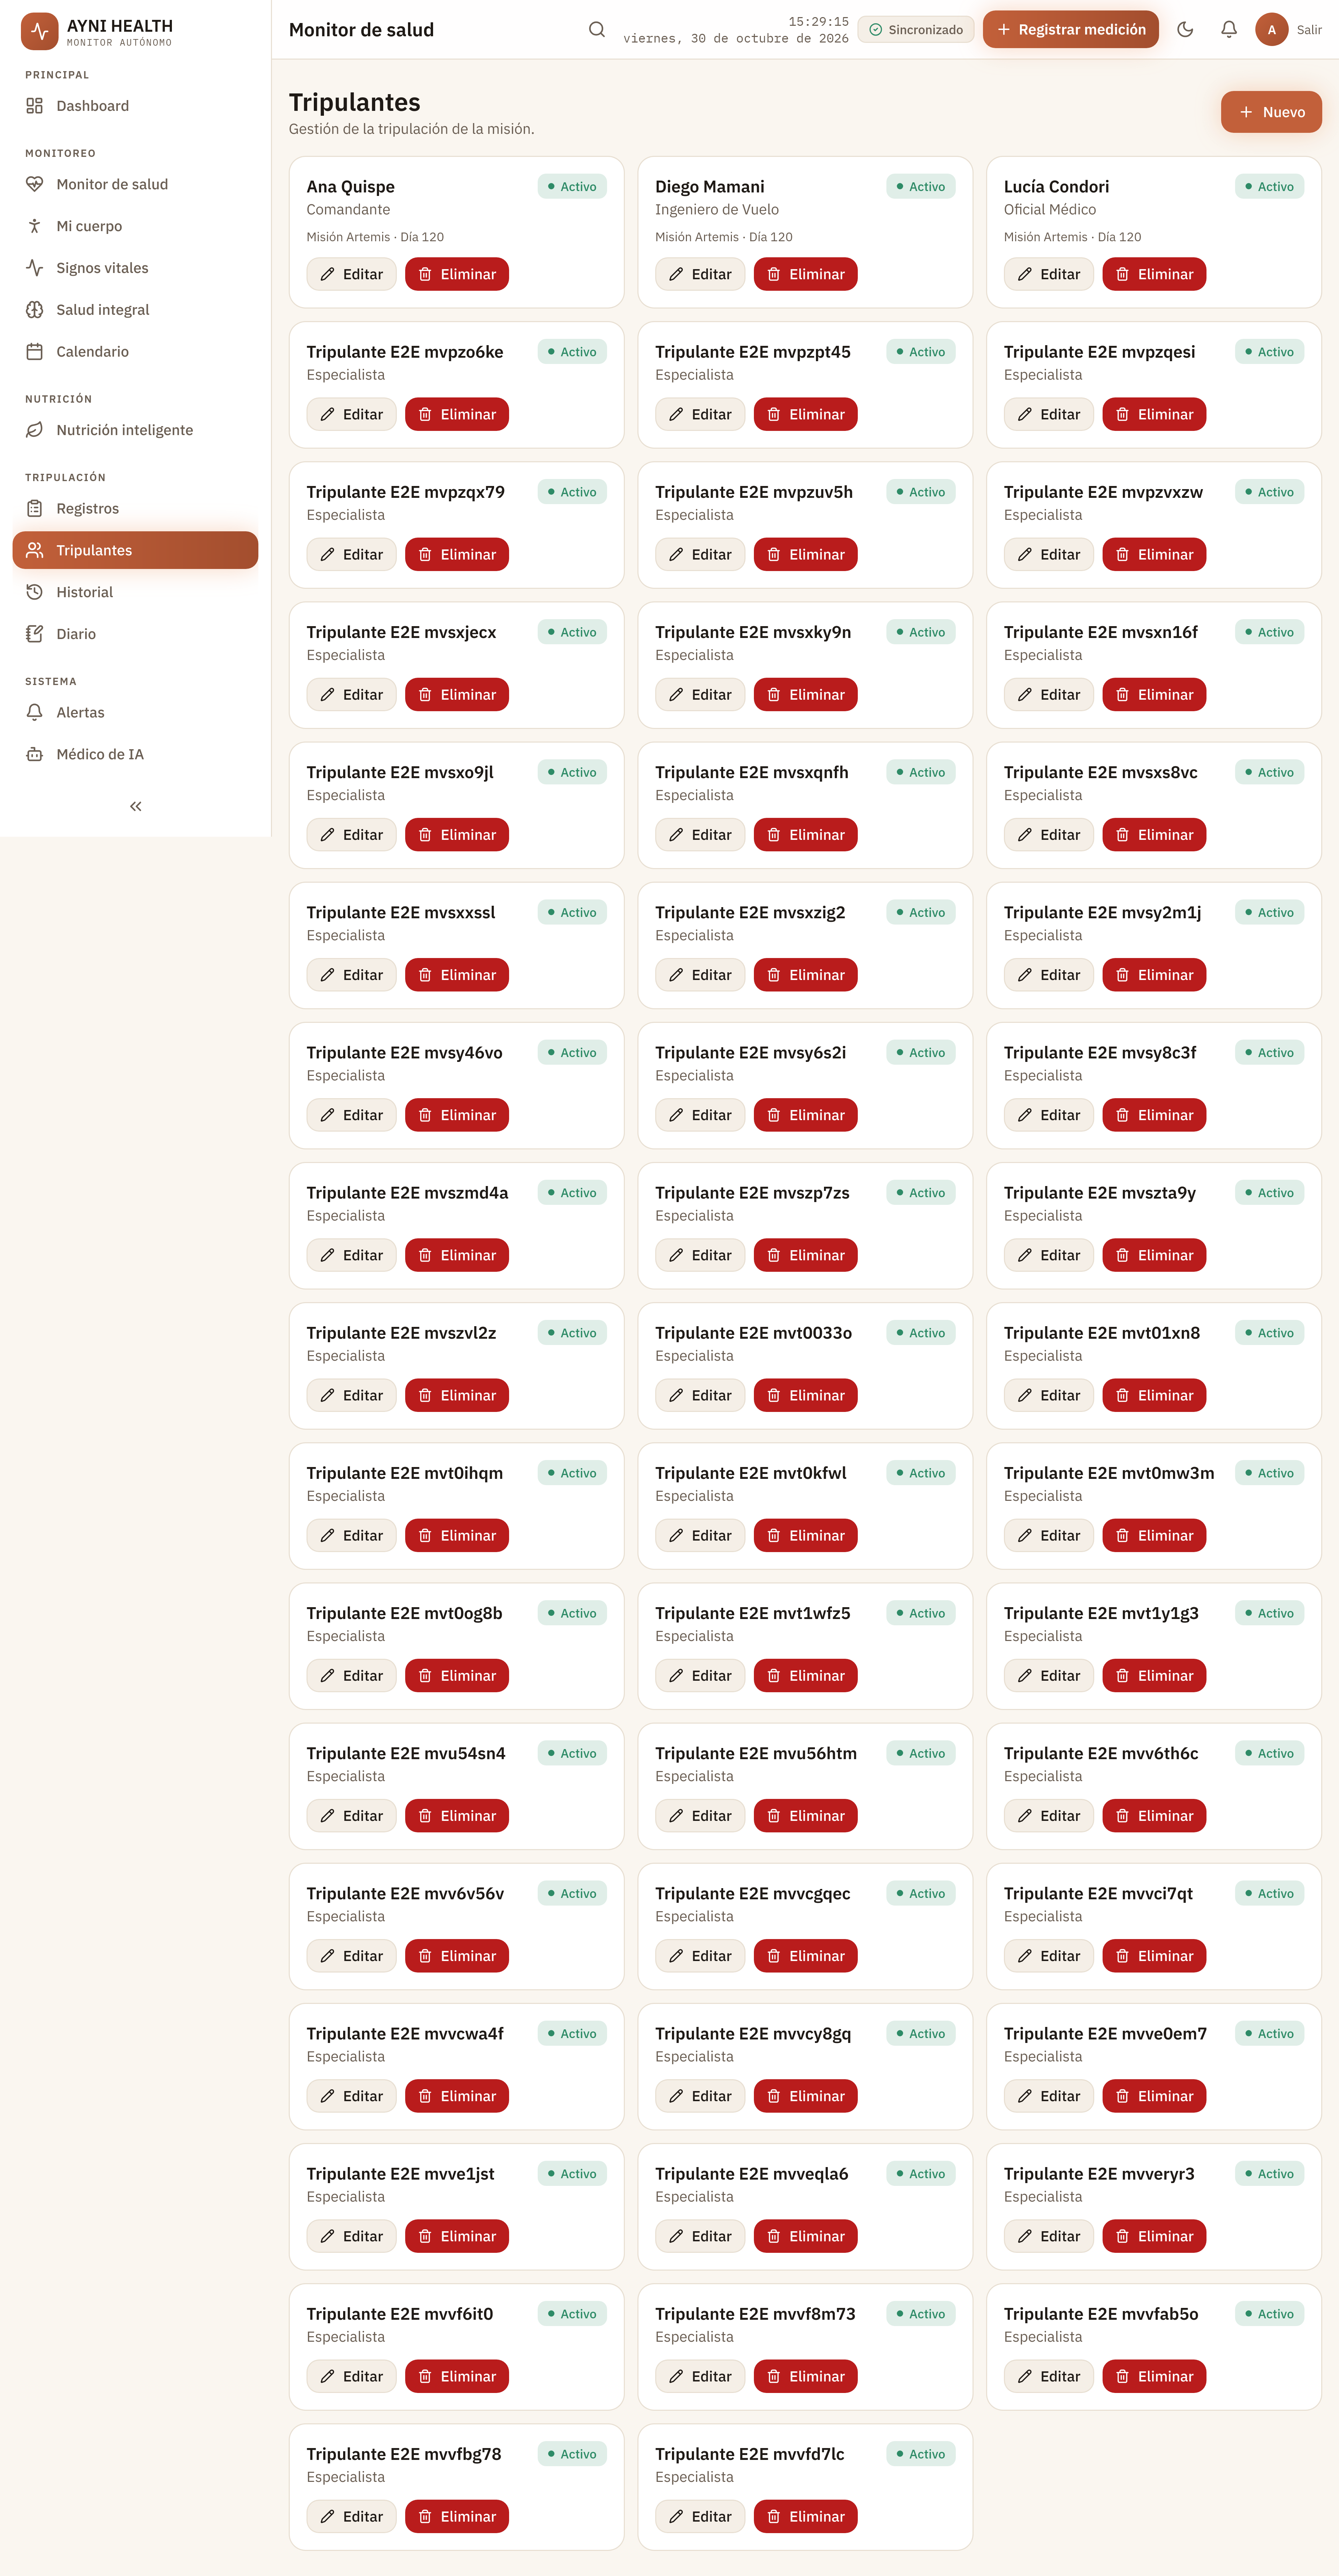 AYNI HEALTH
MONITOR AUTÓNOMO
PRINCIPAL
Dashboard
MONITOREO
Monitor de salud
Mi cuerpo
Signos vitales
Salud integral
Calendario
NUTRICIÓN
Nutrición inteligente
TRIPULACIÓN
Registros
Tripulantes
Historial
Diario
SISTEMA
Alertas
Médico de IA
Monitor de salud
15:29:15
viernes, 30 de octubre de 2026
Sincronizado
Registrar medición
A
Salir
Tripulantes
Gestión de la tripulación de la misión.
Nuevo
Ana Quispe
Activo
Comandante
Misión Artemis · Día 120
Editar Eliminar
Diego Mamani
Activo
Ingeniero de Vuelo
Misión Artemis · Día 120
Editar Eliminar
Lucía Condori
Activo
Oficial Médico
Misión Artemis · Día 120
Editar Eliminar
Tripulante E2E mvpzo6ke
Activo
Especialista
Editar Eliminar
Tripulante E2E mvpzpt45
Activo
Especialista
Editar Eliminar
Tripulante E2E mvpzqesi
Activo
Especialista
Editar Eliminar
Tripulante E2E mvpzqx79
Activo
Especialista
Editar Eliminar
Tripulante E2E mvpzuv5h
Activo
Especialista
Editar Eliminar
Tripulante E2E mvpzvxzw
Activo
Especialista
Editar Eliminar
Tripulante E2E mvsxjecx
Activo
Especialista
Editar Eliminar
Tripulante E2E mvsxky9n
Activo
Especialista
Editar Eliminar
Tripulante E2E mvsxn16f
Activo
Especialista
Editar Eliminar
Tripulante E2E mvsxo9jl
Activo
Especialista
Editar Eliminar
Tripulante E2E mvsxqnfh
Activo
Especialista
Editar Eliminar
Tripulante E2E mvsxs8vc
Activo
Especialista
Editar Eliminar
Tripulante E2E mvsxxssl
Activo
Especialista
Editar Eliminar
Tripulante E2E mvsxzig2
Activo
Especialista
Editar Eliminar
Tripulante E2E mvsy2m1j
Activo
Especialista
Editar Eliminar
Tripulante E2E mvsy46vo
Activo
Especialista
Editar Eliminar
Tripulante E2E mvsy6s2i
Activo
Especialista
Editar Eliminar
Tripulante E2E mvsy8c3f
Activo
Especialista
Editar Eliminar
Tripulante E2E mvszmd4a
Activo
Especialista
Editar Eliminar
Tripulante E2E mvszp7zs
Activo
Especialista
Editar Eliminar
Tripulante E2E mvszta9y
Activo
Especialista
Editar Eliminar
Tripulante E2E mvszvl2z
Activo
Especialista
Editar Eliminar
Tripulante E2E mvt0033o
Activo
Especialista
Editar Eliminar
Tripulante E2E mvt01xn8
Activo
Especialista
Editar Eliminar
Tripulante E2E mvt0ihqm
Activo
Especialista
Editar Eliminar
Tripulante E2E mvt0kfwl
Activo
Especialista
Editar Eliminar
Tripulante E2E mvt0mw3m
Activo
Especialista
Editar Eliminar
Tripulante E2E mvt0og8b
Activo
Especialista
Editar Eliminar
Tripulante E2E mvt1wfz5
Activo
Especialista
Editar Eliminar
Tripulante E2E mvt1y1g3
Activo
Especialista
Editar Eliminar
Tripulante E2E mvu54sn4
Activo
Especialista
Editar Eliminar
Tripulante E2E mvu56htm
Activo
Especialista
Editar Eliminar
Tripulante E2E mvv6th6c
Activo
Especialista
Editar Eliminar
Tripulante E2E mvv6v56v
Activo
Especialista
Editar Eliminar
Tripulante E2E mvvcgqec
Activo
Especialista
Editar Eliminar
Tripulante E2E mvvci7qt
Activo
Especialista
Editar Eliminar
Tripulante E2E mvvcwa4f
Activo
Especialista
Editar Eliminar
Tripulante E2E mvvcy8gq
Activo
Especialista
Editar Eliminar
Tripulante E2E mvve0em7
Activo
Especialista
Editar Eliminar
Tripulante E2E mvve1jst
Activo
Especialista
Editar Eliminar
Tripulante E2E mvveqla6
Activo
Especialista
Editar Eliminar
Tripulante E2E mvveryr3
Activo
Especialista
Editar Eliminar
Tripulante E2E mvvf6it0
Activo
Especialista
Editar Eliminar
Tripulante E2E mvvf8m73
Activo
Especialista
Editar Eliminar
Tripulante E2E mvvfab5o
Activo
Especialista
Editar Eliminar
Tripulante E2E mvvfbg78
Activo
Especialista
Editar Eliminar
Tripulante E2E mvvfd7lc
Activo
Especialista
Editar Eliminar